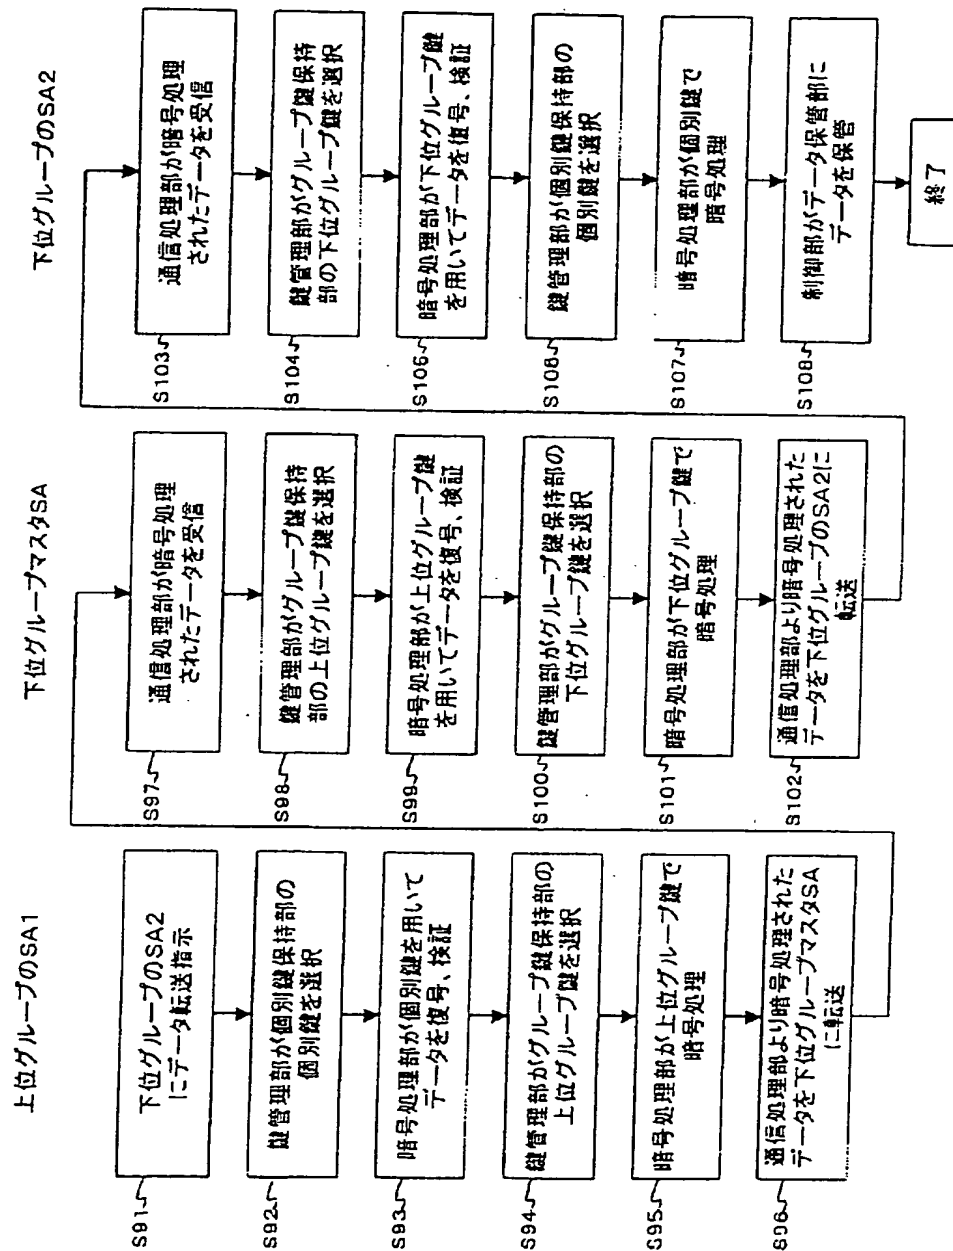 上位グループのSA1
S91
下位グループのSA2
にデータ転送指示
S92
鍵管理部が個別鍵保持部の
個別鍵を選択
S93
暗号処理部が個別鍵を用いて
データを復号、検証
S94
鍵管理部がグループ鍵保持部の
上位グループ鍵を選択
S95
暗号処理部が上位グループ鍵で
暗号処理
S96
通信処理部より暗号処理された
データを下位グループマスタSA
に転送
下位グループマスタSA
S97
通信処理部が暗号処理
されたデータを受信
S98
鍵管理部がグループ鍵保持
部の上位グループ鍵を選択
S99
暗号処理部が上位グループ鍵
を用いてデータを復号、検証
S100
鍵管理部がグループ鍵保持部の
下位グループ鍵を選択
S101
暗号処理部が下位グループ鍵で
暗号処理
S102
通信処理部より暗号処理された
データを下位グループのSA2に
転送
下位グループのSA2
S103
通信処理部が暗号処理
されたデータを受信
S104
鍵管理部がグループ鍵保持
部の下位グループ鍵を選択
S106
暗号処理部が下位グループ鍵
を用いてデータを復号、検証
S108
鍵管理部が個別鍵保持部の
個別鍵を選択
S107
暗号処理部が個別鍵で
暗号処理
S108
制御部がデータ保管部に
データを保管
終了